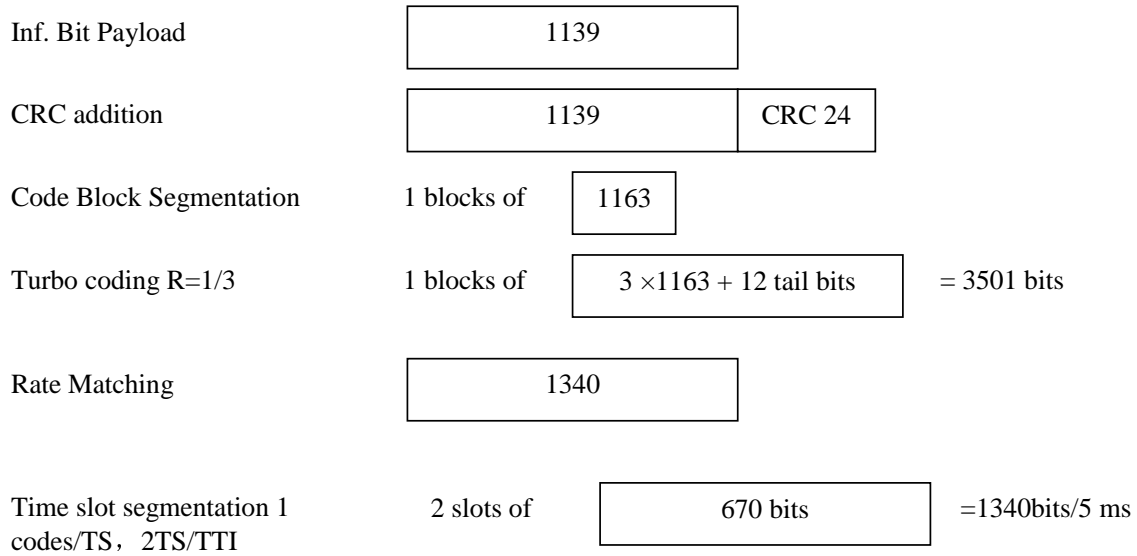 Inf. Bit Payload 1139
CRC addition 1139 CRC 24
Code Block Segmentation 1 blocks of 1163
Turbo coding R=1/3 1 blocks of 3 ×1163 + 12 tail bits = 3501 bits
Rate Matching 1340
Time slot segmentation 1 2 slots of 670 bits =1340bits/5 ms
codes/TS，2TS/TTI